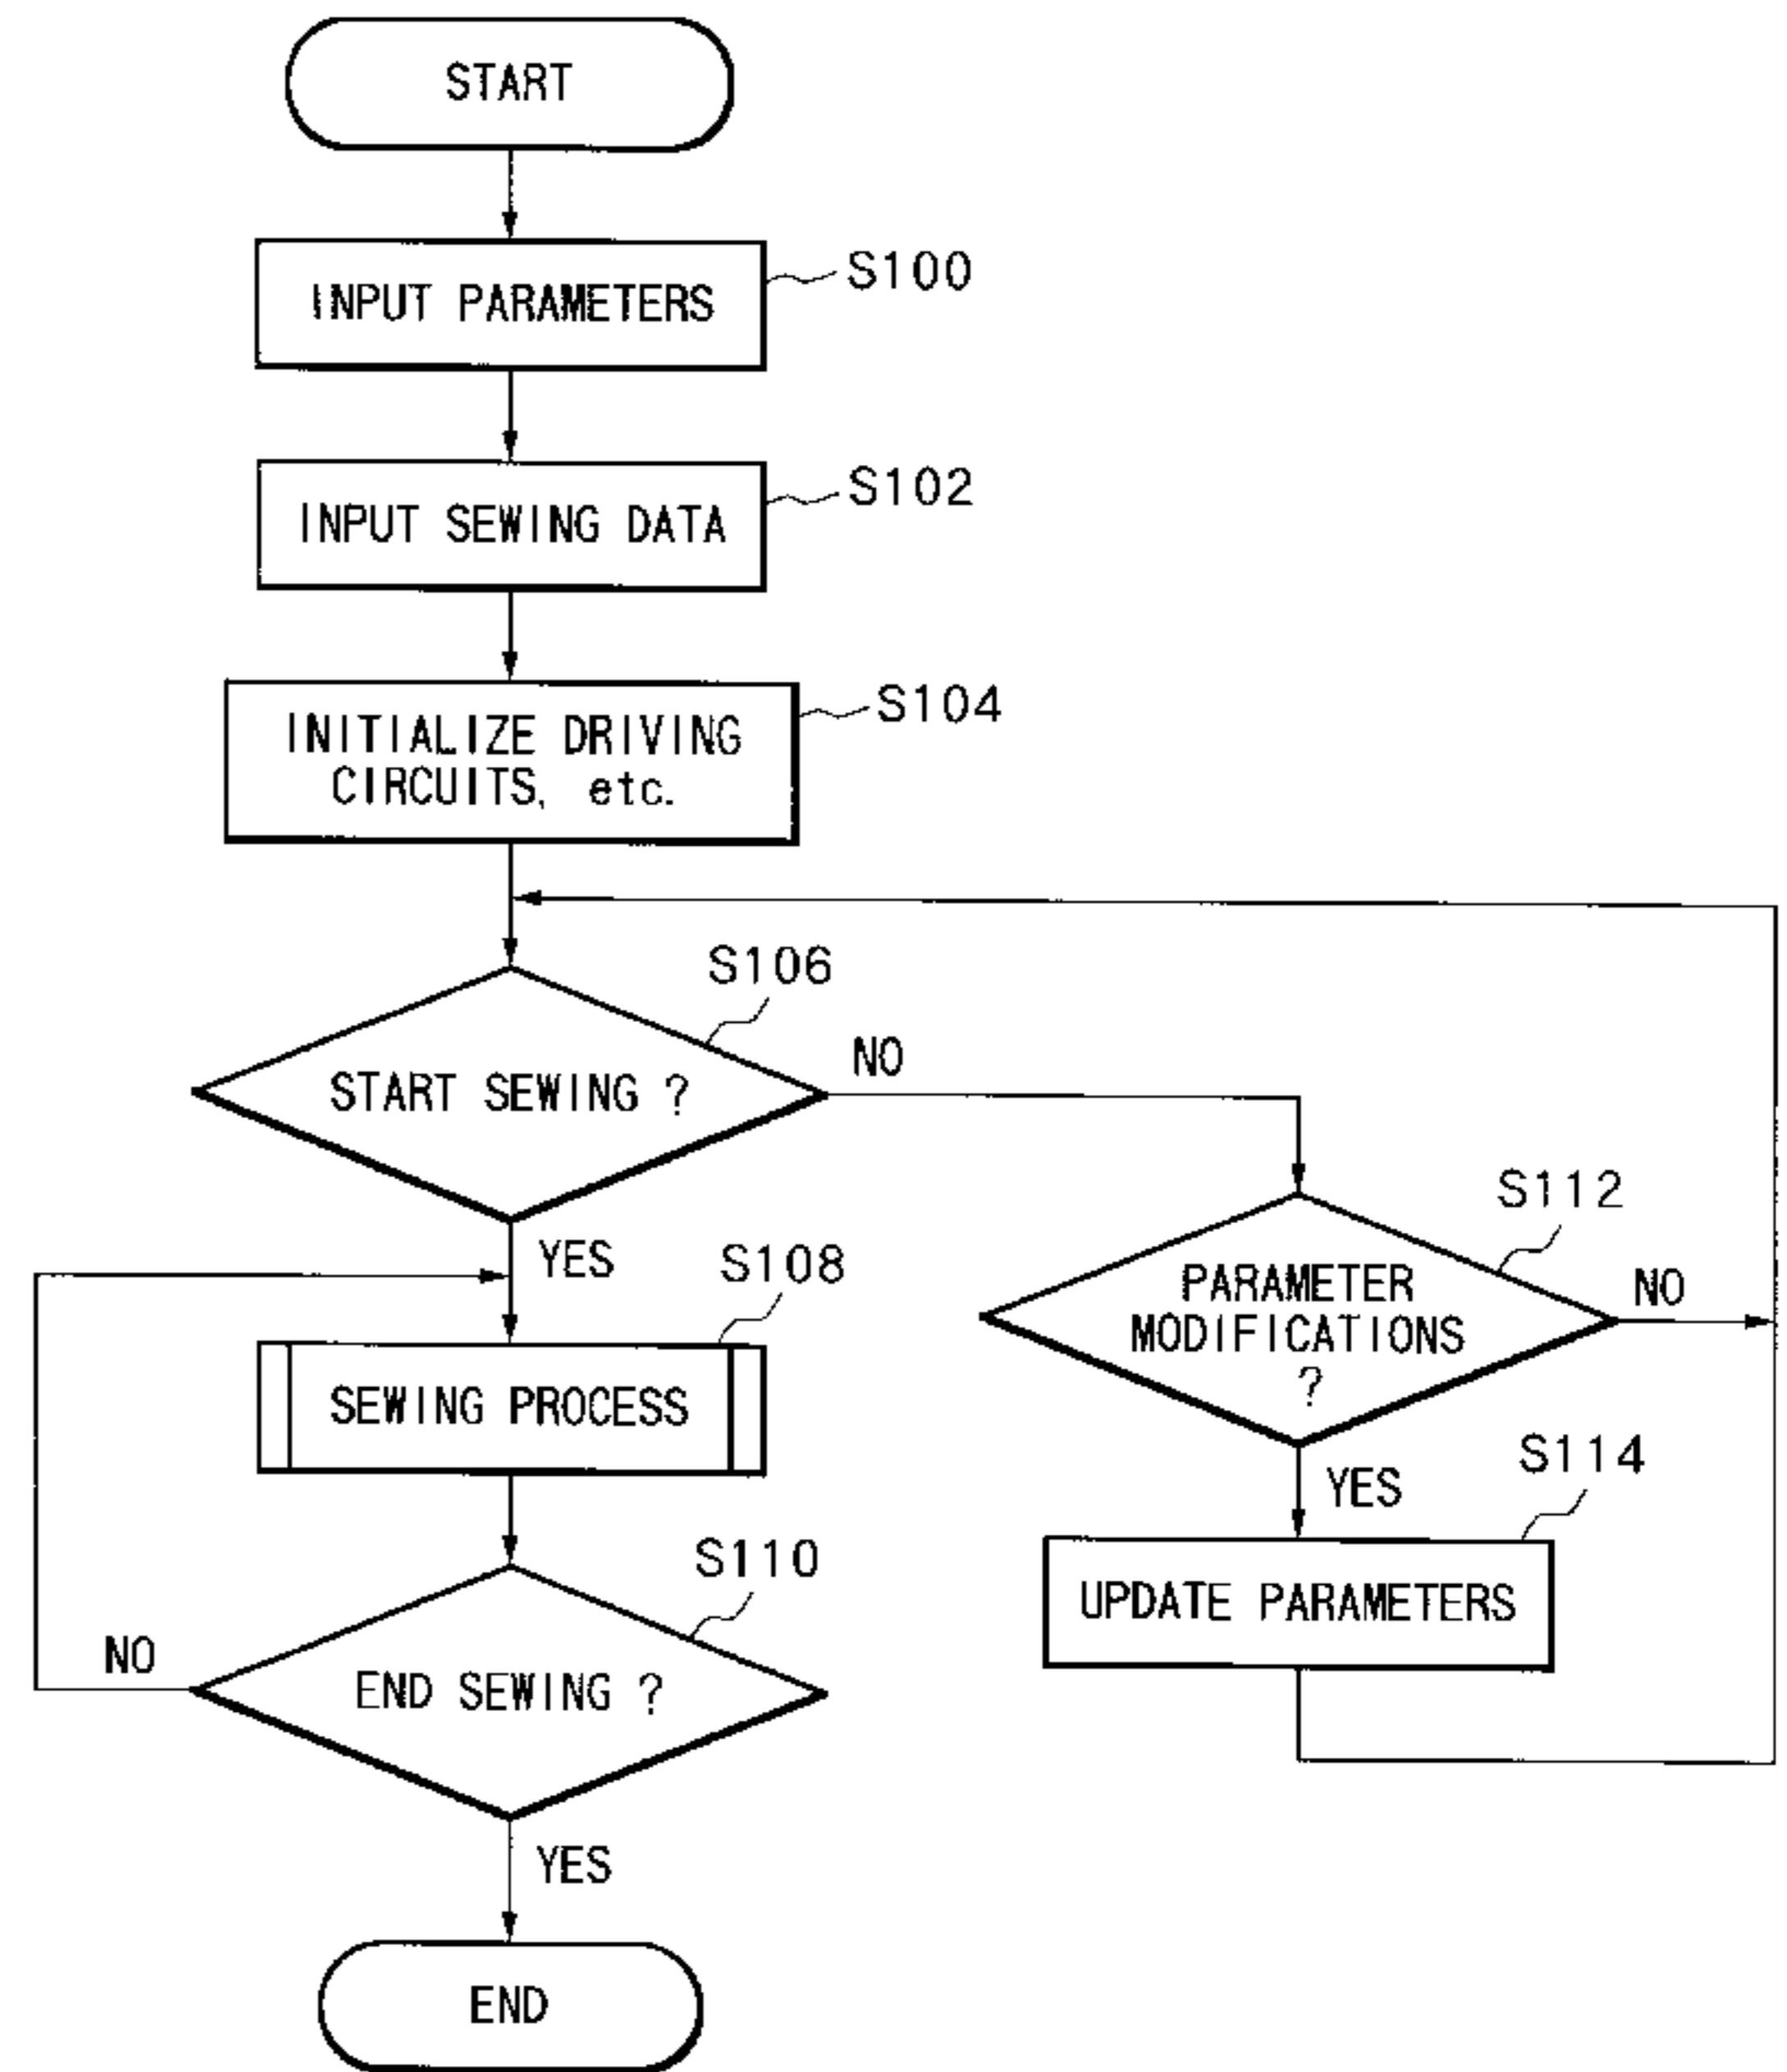 START
INPUT PARAMETERS
S100
INPUT SEWING DATA
S102
INITIALIZE DRIVING
CIRCUITS, etc.
S104
S106
START SEWING ?
NO
YES
S108
SEWING PROCESS
S110
END SEWING ?
NO
YES
END
S112
PARAMETER
MODIFICATIONS
?
NO
YES
S114
UPDATE PARAMETERS